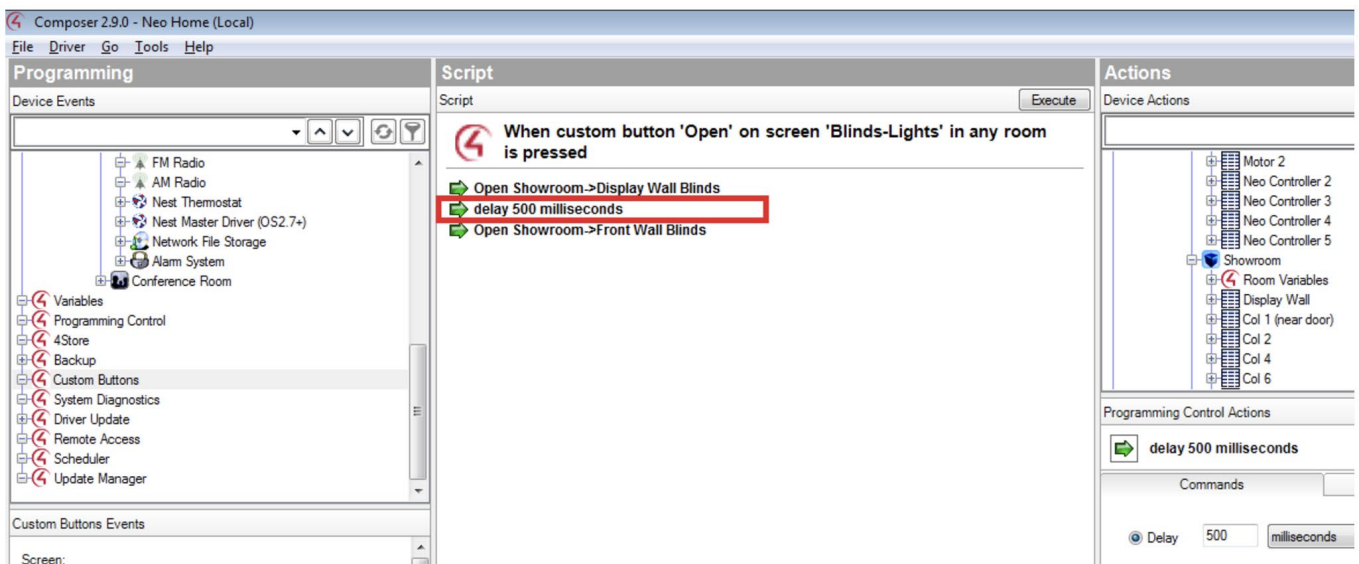 Composer 2.9.0 - Neo Home (Local)
File Driver Go Tools Help
Programming
Device Events
FM Radio
AM Radio
Nest Thermostat
Nest Master Driver (OS2.7+)
Network File Storage
Alarm System
Conference Room
Variables
Programming Control
4Store
Backup
Custom Buttons
System Diagnostics
Driver Update
Remote Access
Scheduler
Update Manager
Custom Buttons Events
Screen:
Script
Script Execute
When custom button 'Open' on screen 'Blinds-Lights' in any room
is pressed
Open Showroom->Display Wall Blinds
delay 500 milliseconds
Open Showroom->Front Wall Blinds
Actions
Device Actions
Motor 2
Neo Controller 2
Neo Controller 3
Neo Controller 4
Neo Controller 5
Showroom
Room Variables
Display Wall
Col 1 (near door)
Col 2
Col 4
Col 6
Programming Control Actions
delay 500 milliseconds
Commands
Delay 500 milliseconds